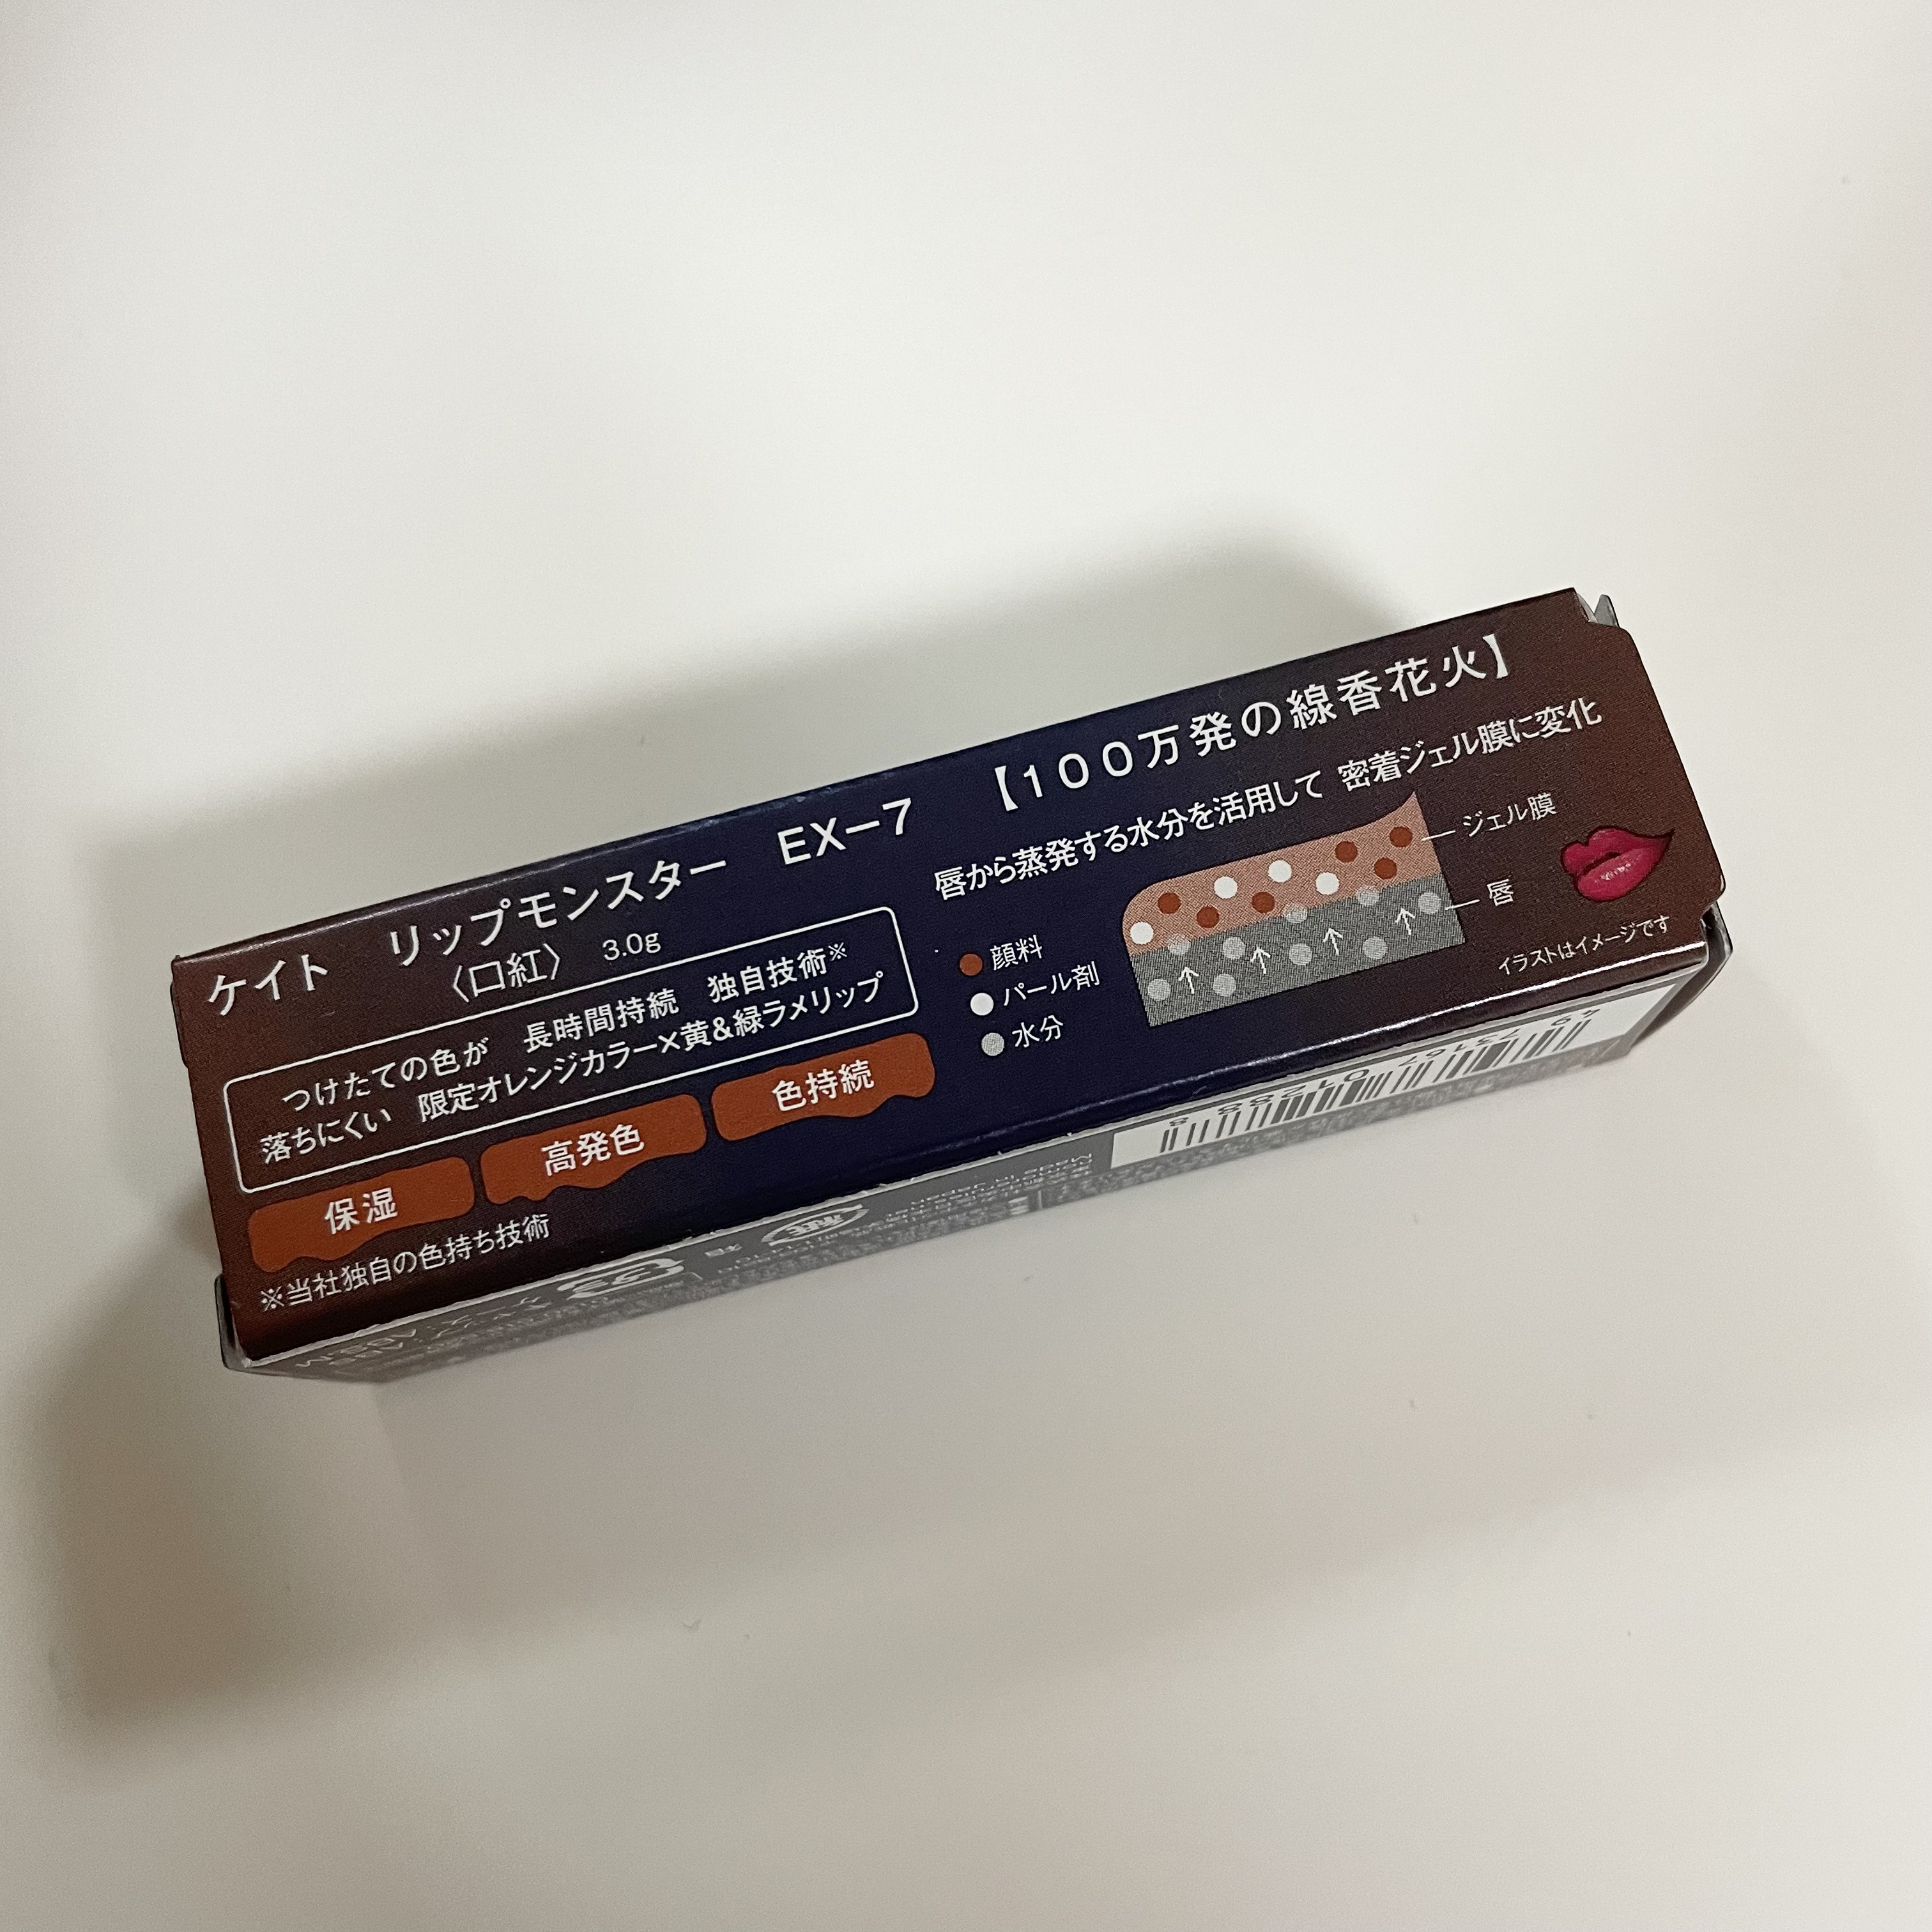 ケイト リップモンスター EX－7 【100万発の線香花火】
〈口紅〉 3.0g
つけたての色が 長時間持続 独自技術※
落ちにくい 限定オレンジカラー×黄&緑ラメリップ
保湿 高発色 色持続
※当社独自の色持ち技術
唇から蒸発する水分を活用して 密着ジェル膜に変化
顔料
パール剤
水分
ジェル膜
唇
イラストはイメージです
Made in Japan
箱